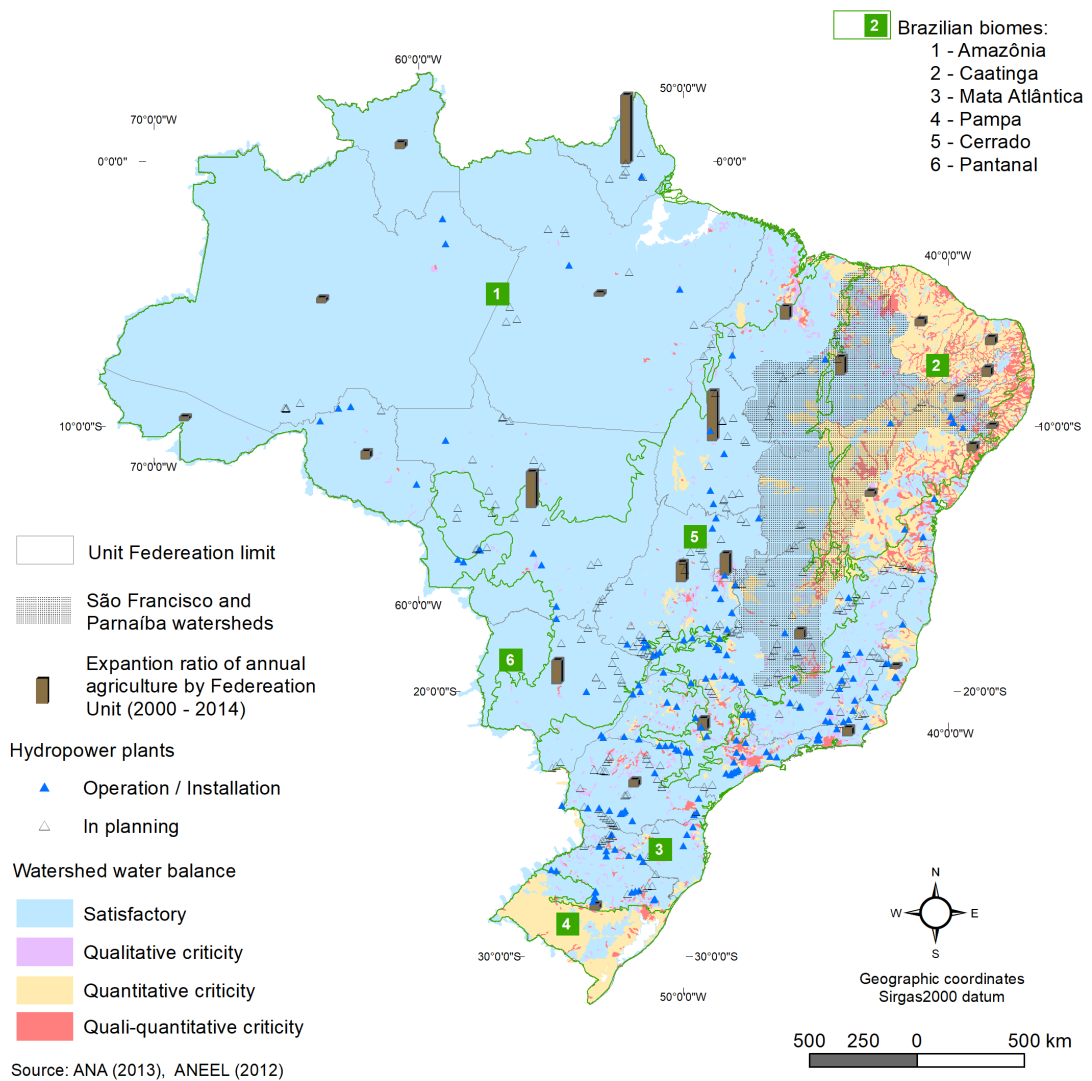 2 Brazilian biomes:
1 - Amazônia
2 - Caatinga
3 - Mata Atlântica
4 - Pampa
5 - Cerrado
6 - Pantanal
60°0'0"W
50°0'0"W
70°0'0"W
0°0'0"
0°0'0"
40°0'0"W
1
2
10°0'0"S
10°0'0"S
70°0'0"W
5
Unit Federeation limit
São Francisco and
Parnaíba watersheds
60°0'0"W
6
Expantion ratio of annual
agriculture by Federeation
Unit (2000 - 2014)
20°0'0"S
20°0'0"S
40°0'0"W
Hydropower plants
Operation / Installation
In planning
3
Watershed water balance
Satisfactory
Qualitative criticity
Quantitative criticity
Quali-quantitative criticity
4
N
W E
S
30°0'0"S
30°0'0"S
50°0'0"W
Geographic coordinates
Sirgas2000 datum
500 250 0 500 km
Source: ANA (2013), ANEEL (2012)